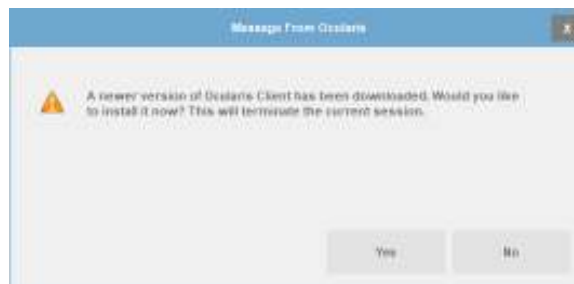 Message From Ocularis
x
A newer version of Ocularis Client has been downloaded. Would you like
to install it now? This will terminate the current session.
Yes
No